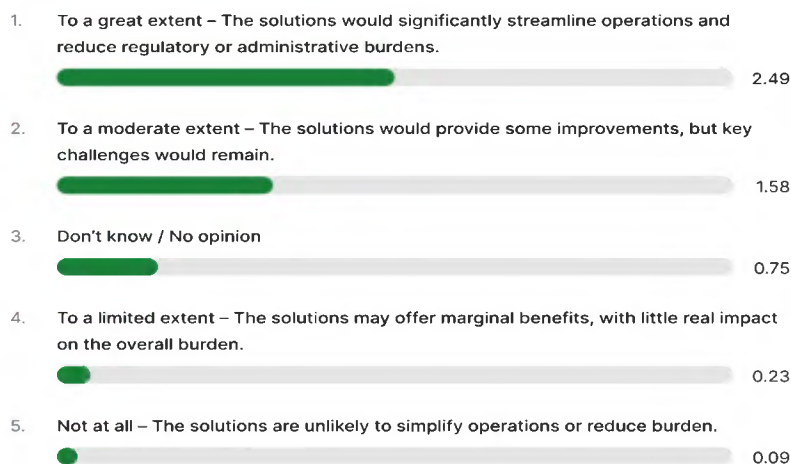 1. To a great extent – The solutions would significantly streamline operations and
reduce regulatory or administrative burdens.
2.49
2. To a moderate extent – The solutions would provide some improvements, but key
challenges would remain.
1.58
3. Don't know / No opinion
0.75
4. To a limited extent – The solutions may offer marginal benefits, with little real impact
on the overall burden.
0.23
5. Not at all – The solutions are unlikely to simplify operations or reduce burden.
0.09